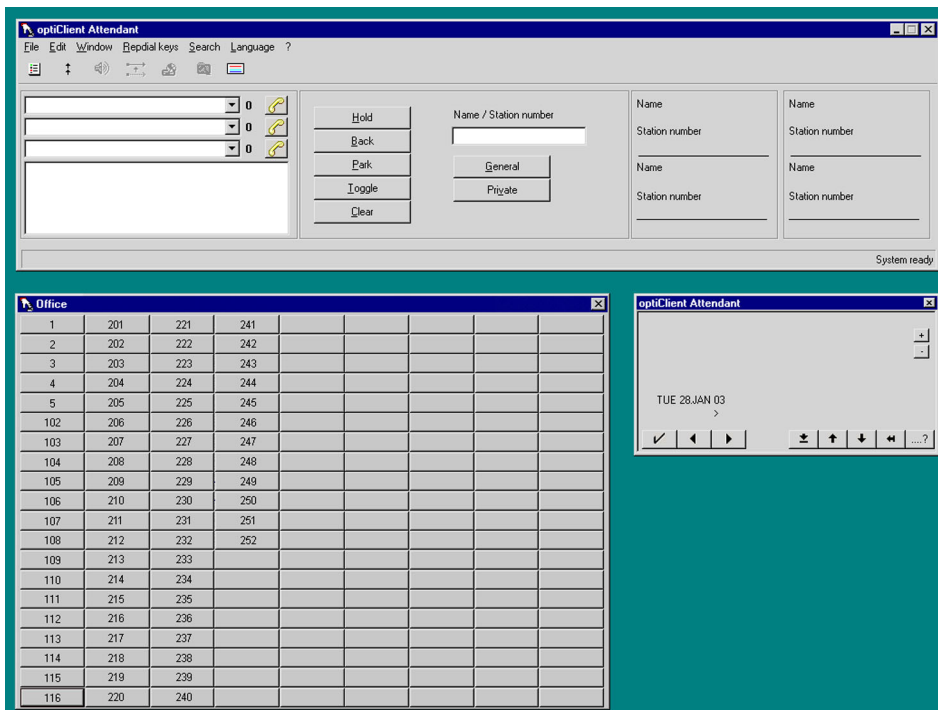 optiClient Attendant
File Edit Window Repdial keys Search Language ?
0
0
0
Hold
Back
Park
Toggle
Clear
Name / Station number
General
Private
Name
Station number
Name
Station number
Name
Station number
Name
Station number
System ready
Office
1 201 221 241
2 202 222 242
3 203 223 243
4 204 224 244
5 205 225 245
102 206 226 246
103 207 227 247
104 208 228 248
105 209 229 249
106 210 230 250
107 211 231 251
108 212 232 252
109 213 233
110 214 234
111 215 235
112 216 236
113 217 237
114 218 238
115 219 239
116 220 240
optiClient Attendant
+
-
TUE 28.JAN 03
>
....?